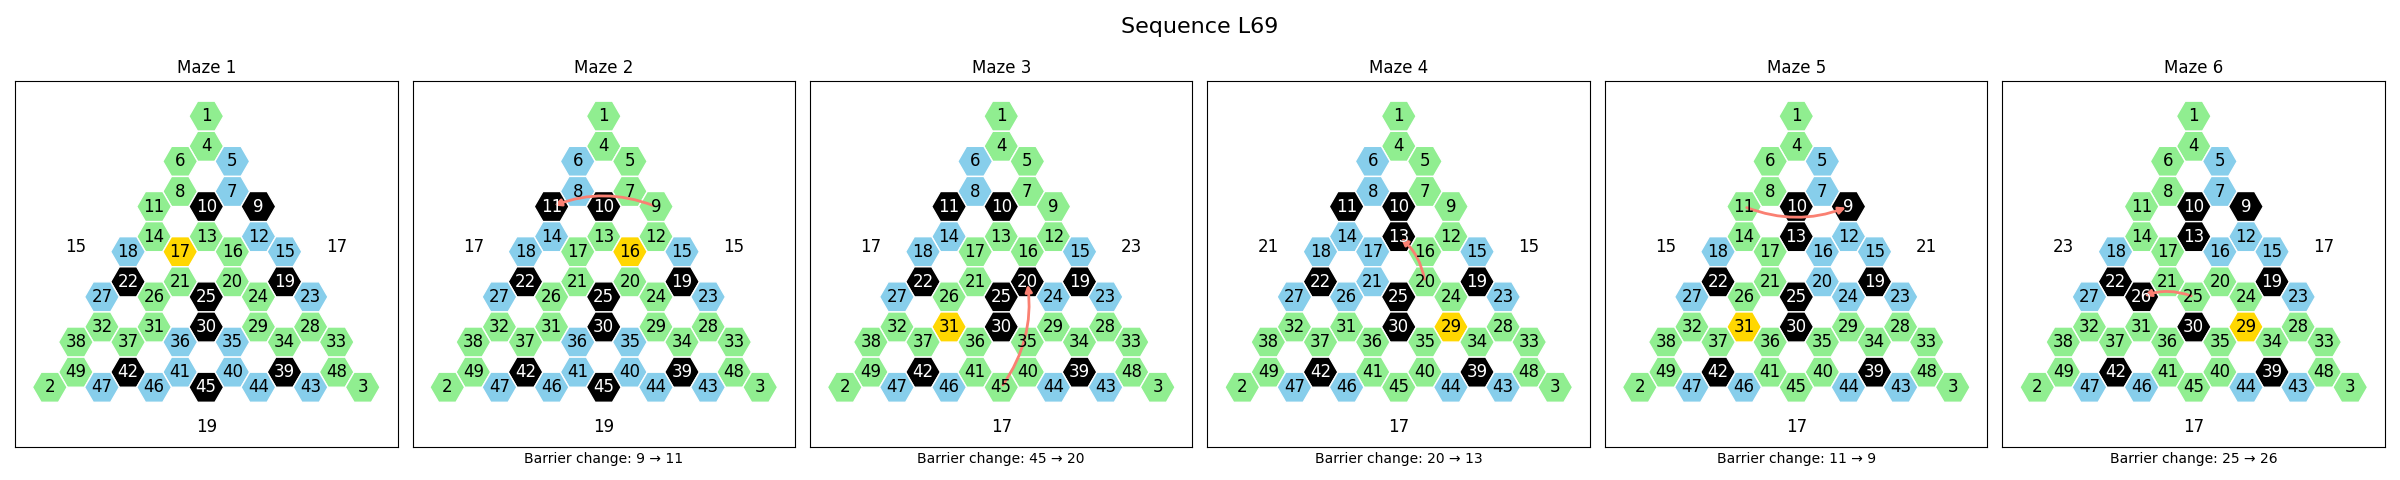 Sequence L69
Maze 1 Maze 2 Maze 3 Maze 4 Maze 5 Maze 6
1 1 1 1 1 1
4 4 4 4 4 4
6 5 6 5 6 5 6 5 6 5 6 5
8 7 8 7 8 7 8 7 8 7 8 7
11 10 9 11 10 9 11 10 9 11 10 9 11 10 9 11 10 9
14 13 12 14 13 12 14 13 12 14 13 12 14 13 12 14 13 12
15 18 17 16 15 17 17 18 17 16 15 15 17 18 17 16 15 23 21 18 17 16 15 15 15 18 17 16 15 21 23 18 17 16 15 17
22 21 20 19 22 21 20 19 22 21 20 19 22 21 20 19 22 21 20 19 22 21 20 19
27 26 25 24 23 27 26 25 24 23 27 26 25 24 23 27 26 25 24 23 27 26 25 24 23 27 26 25 24 23
32 31 30 29 28 32 31 30 29 28 32 31 30 29 28 32 31 30 29 28 32 31 30 29 28 32 31 30 29 28
38 37 36 35 34 33 38 37 36 35 34 33 38 37 36 35 34 33 38 37 36 35 34 33 38 37 36 35 34 33 38 37 36 35 34 33
49 42 41 40 39 48 49 42 41 40 39 48 49 42 41 40 39 48 49 42 41 40 39 48 49 42 41 40 39 48 49 42 41 40 39 48
2 47 46 45 44 43 3 2 47 46 45 44 43 3 2 47 46 45 44 43 3 2 47 46 45 44 43 3 2 47 46 45 44 43 3 2 47 46 45 44 43 3
19 19 17 17 17 17
Barrier change: 9 → 11 Barrier change: 45 → 20 Barrier change: 20 → 13 Barrier change: 11 → 9 Barrier change: 25 → 26